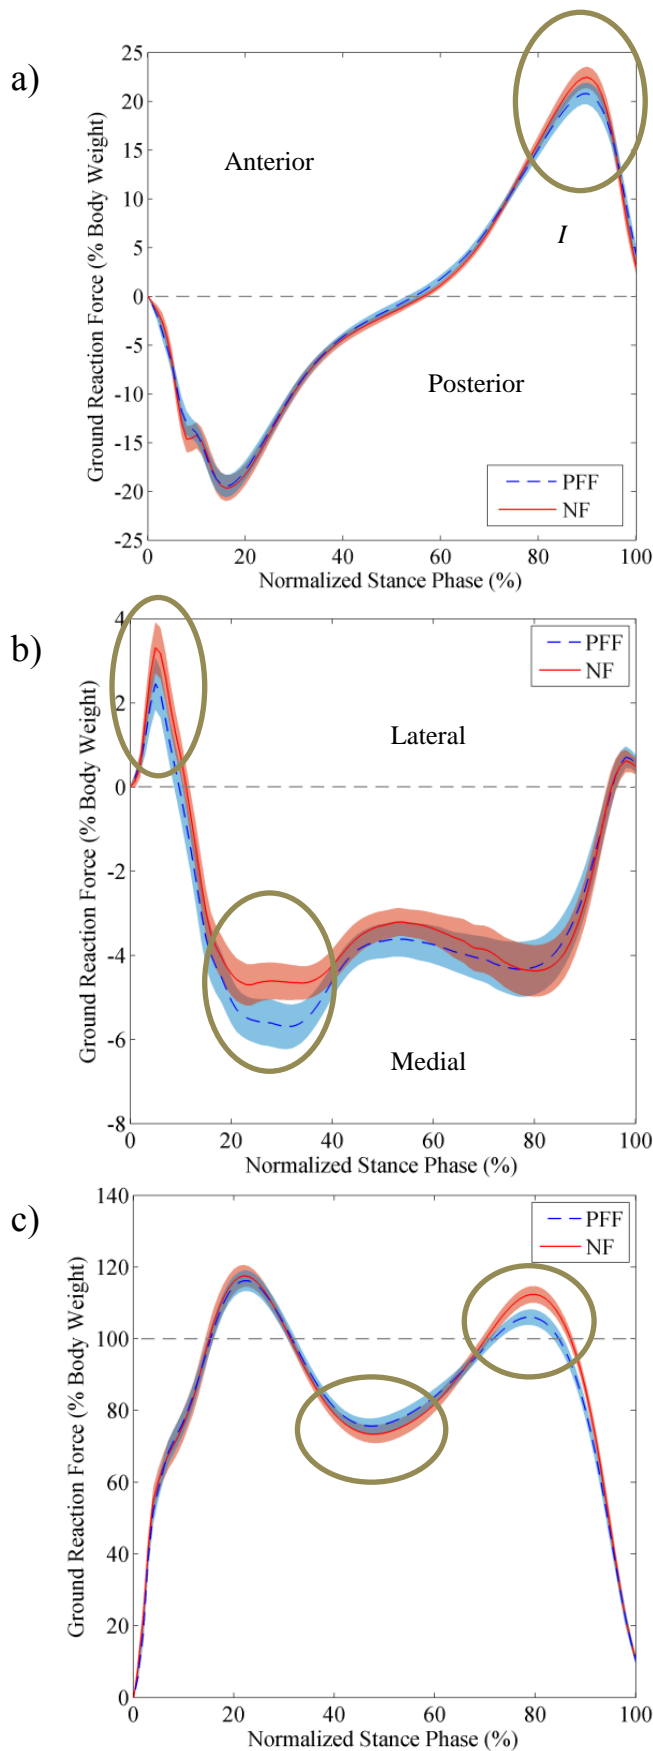 a)
Ground Reaction Force (% Body Weight)
25
20
15
10
5
0
-5
-10
-15
-20
-25
Anterior
I
Posterior
PFF
NF
0 20 40 60 80 100
Normalized Stance Phase (%)
b)
Ground Reaction Force (% Body Weight)
4
2
0
-2
-4
-6
-8
PFF
NF
Lateral
Medial
0 20 40 60 80 100
Normalized Stance Phase (%)
c)
Ground Reaction Force (% Body Weight)
140
120
100
80
60
40
20
0
PFF
NF
0 20 40 60 80 100
Normalized Stance Phase (%)